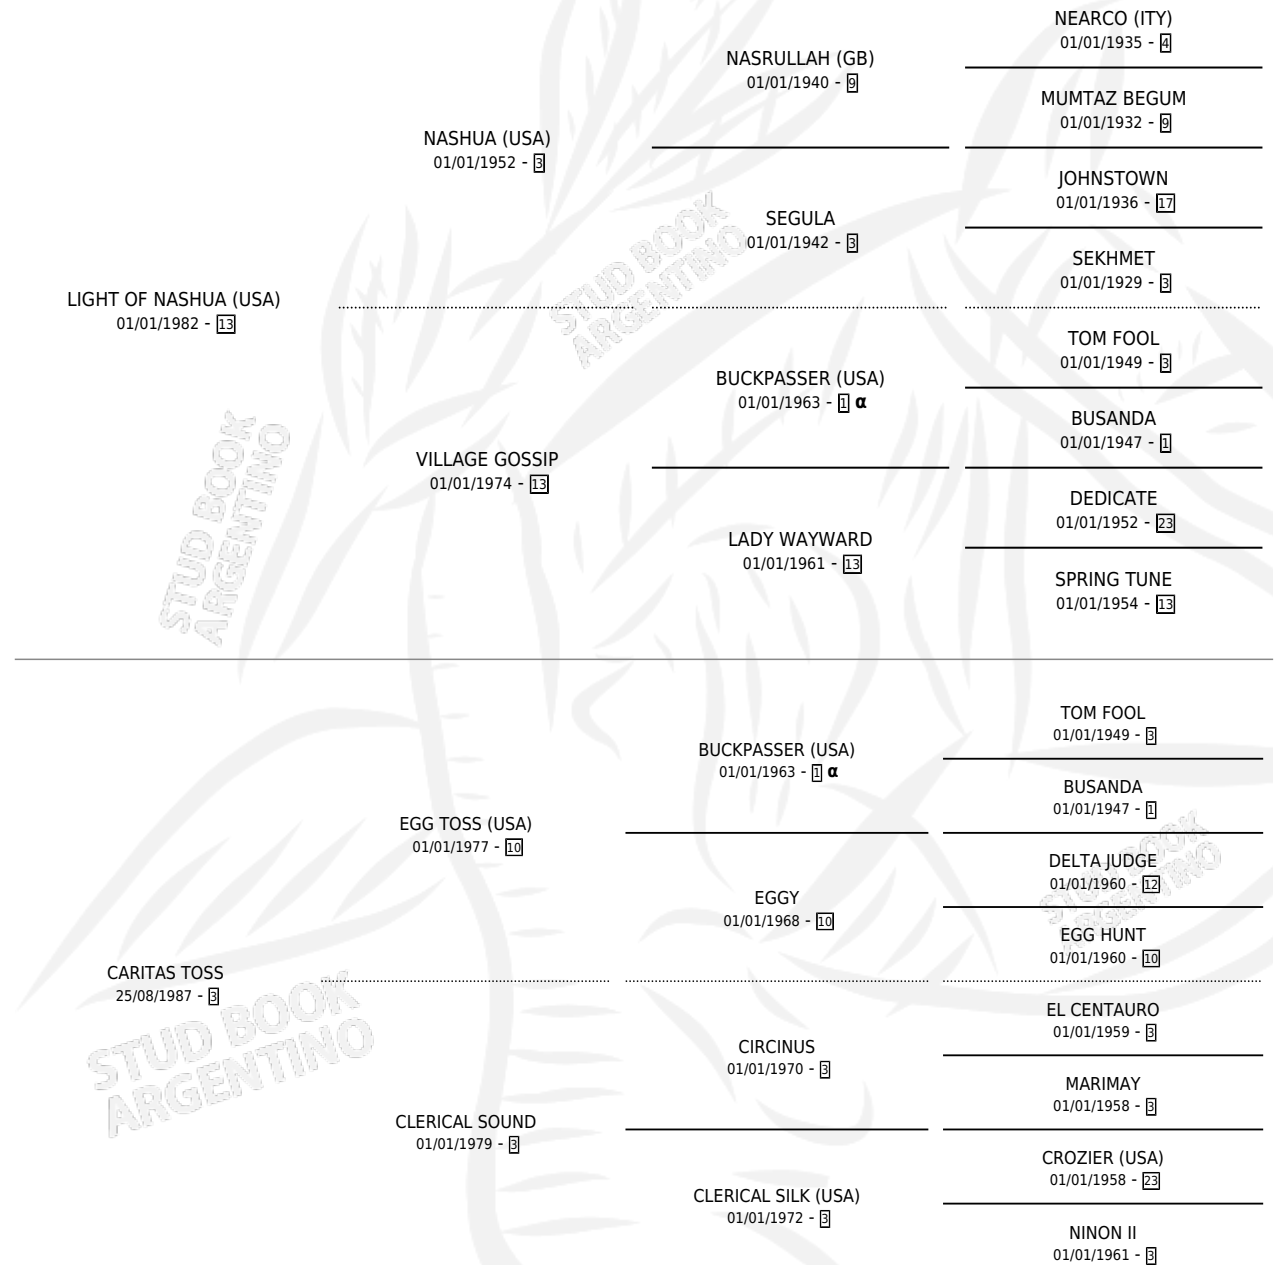 NEARCO (ITY)
01/01/1935 - 4
NASRULLAH (GB)
01/01/1940 - 9
MUMTAZ BEGUM
01/01/1932 - 9
NASHUA (USA)
01/01/1952 - 3
JOHNSTOWN
01/01/1936 - 17
SEGULA
01/01/1942 - 3
SEKHMET
01/01/1929 - 3
LIGHT OF NASHUA (USA)
01/01/1982 - 13
TOM FOOL
01/01/1949 - 3
BUCKPASSER (USA)
01/01/1963 - 1 α
BUSANDA
01/01/1947 - 1
VILLAGE GOSSIP
01/01/1974 - 13
DEDICATE
01/01/1952 - 23
LADY WAYWARD
01/01/1961 - 13
SPRING TUNE
01/01/1954 - 13
TOM FOOL
01/01/1949 - 3
BUCKPASSER (USA)
01/01/1963 - 1 α
BUSANDA
01/01/1947 - 1
EGG TOSS (USA)
01/01/1977 - 10
DELTA JUDGE
01/01/1960 - 12
EGGY
01/01/1968 - 10
EGG HUNT
01/01/1960 - 10
CARITAS TOSS
25/08/1987 - 3
EL CENTAURO
01/01/1959 - 3
CIRCINUS
01/01/1970 - 3
MARIMAY
01/01/1958 - 3
CLERICAL SOUND
01/01/1979 - 3
CROZIER (USA)
01/01/1958 - 23
CLERICAL SILK (USA)
01/01/1972 - 3
NINON II
01/01/1961 - 3
STUD BOOK
ARGENTINO
STUD BOOK
ARGENTINO
STUD BOOK
ARGENTINO
STUD BOOK
ARGENTINO